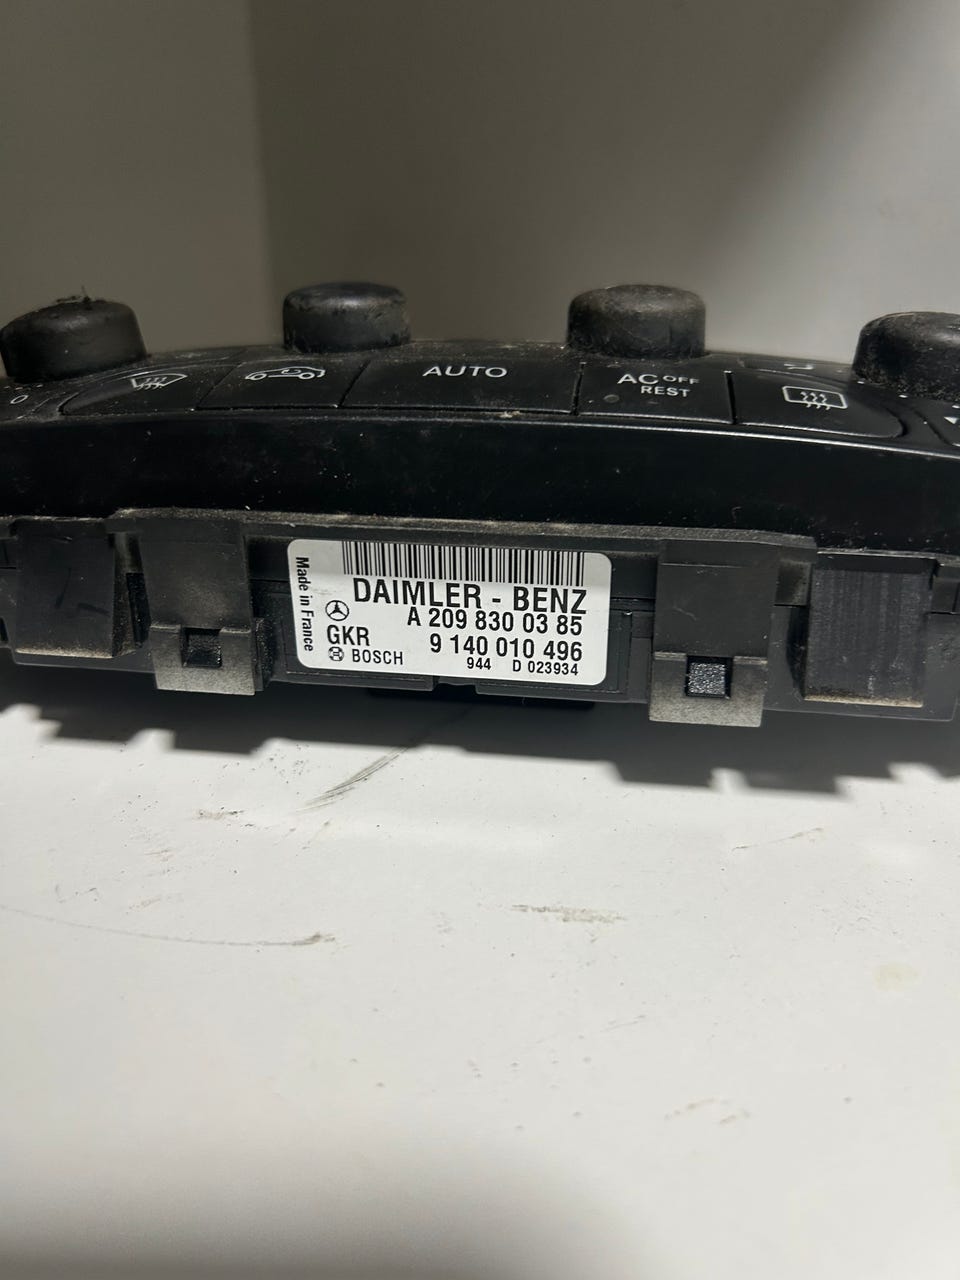 0
AUTO
AC OFF
REST
Made in France
DAIMLER - BENZ
A 209 830 03 85
GKR 9 140 010 496
BOSCH 944 D 023934